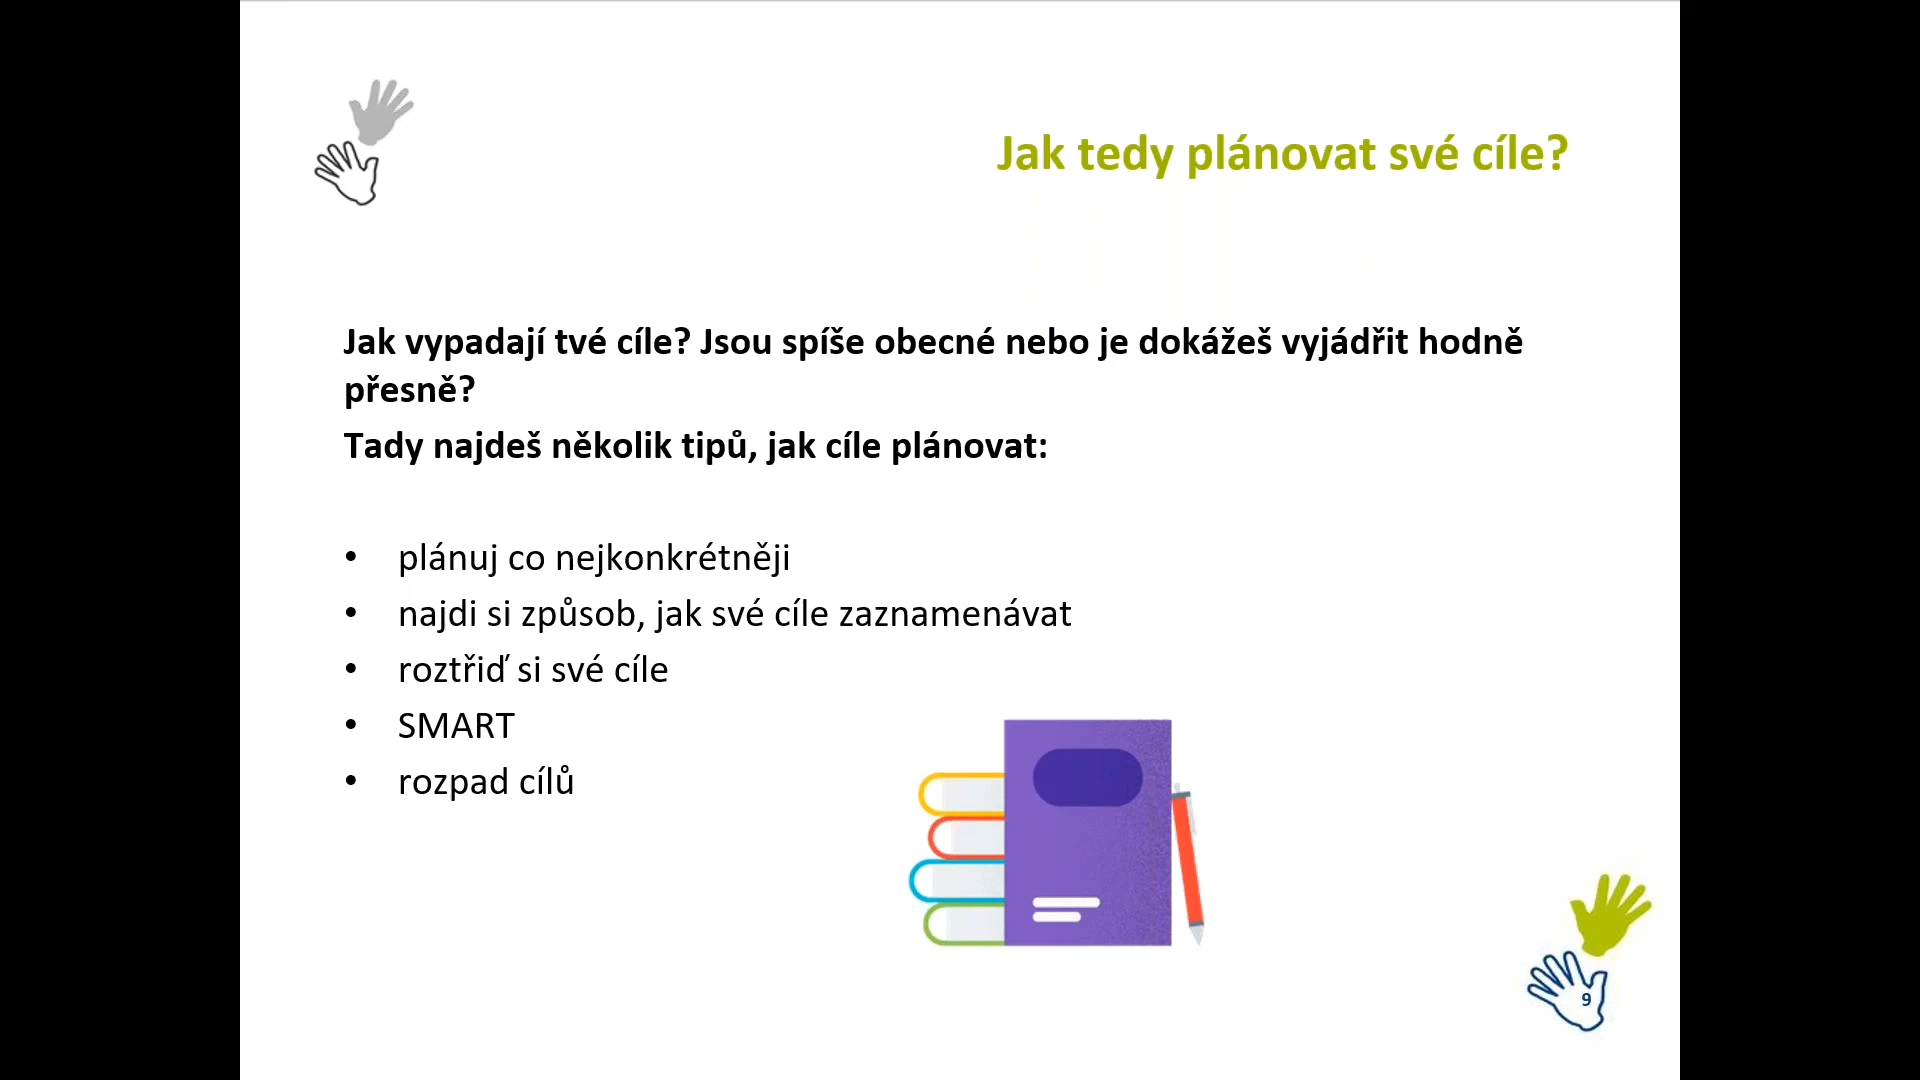 Jak tedy plánovat své cíle?
Jak vypadají tvé cíle? Jsou spíše obecné nebo je dokážeš vyjádřit hodně
přesně?
Tady najdeš několik tipů, jak cíle plánovat:
• plánuj co nejkonkrétněji
• najdi si způsob, jak své cíle zaznamenávat
• roztřiď si své cíle
• SMART
• rozpad cílů
9